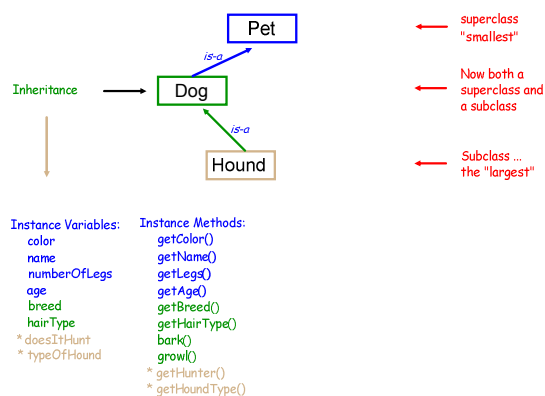 Pet
superclass
"smallest"
is-a
Inheritance
Dog
Now both a
superclass and
a subclass
is-a
Hound
Subclass ...
the "largest"
Instance Variables:
color
name
numberOfLegs
age
breed
hairType
* doesItHunt
* typeOfHound
Instance Methods:
getColor()
getName()
getLegs()
getAge()
getBreed()
getHairType()
bark()
growl()
* getHunter()
* getHoundType()